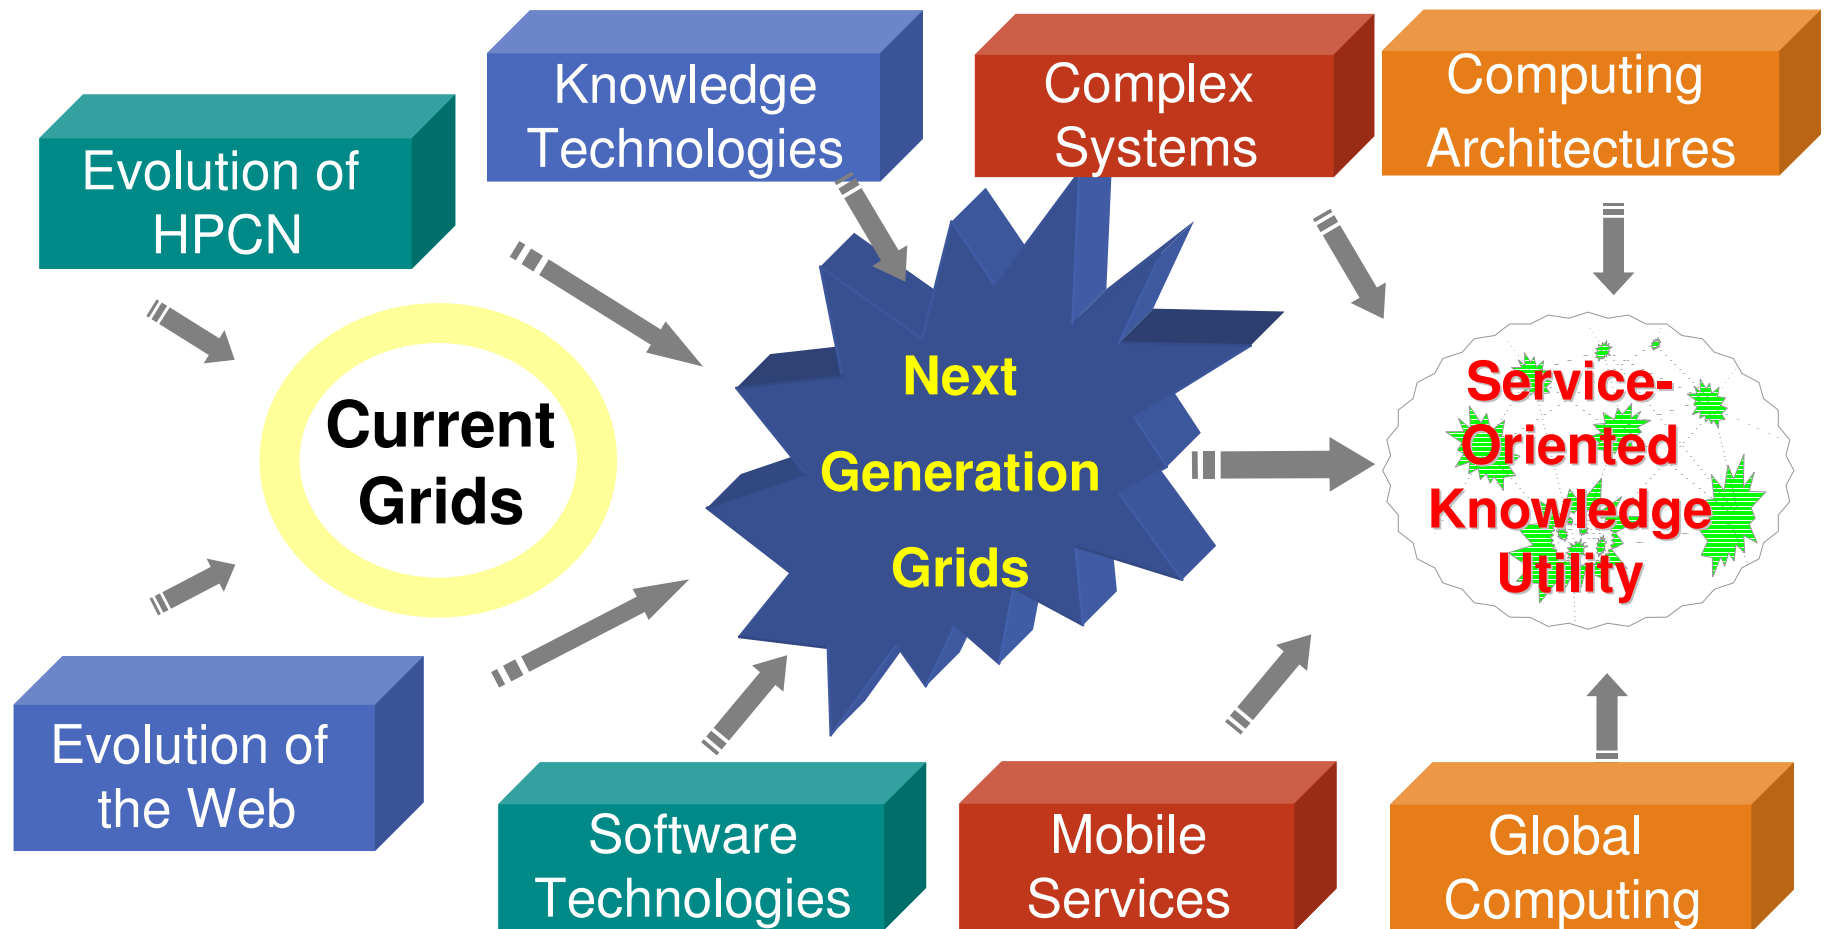 Knowledge
Technologies
Complex
Systems
Computing
Architectures
Evolution of
HPCN
Current
Grids
Next
Generation
Grids
Service-
Oriented
Knowledge
Utility
Evolution of
the Web
Software
Technologies
Mobile
Services
Global
Computing